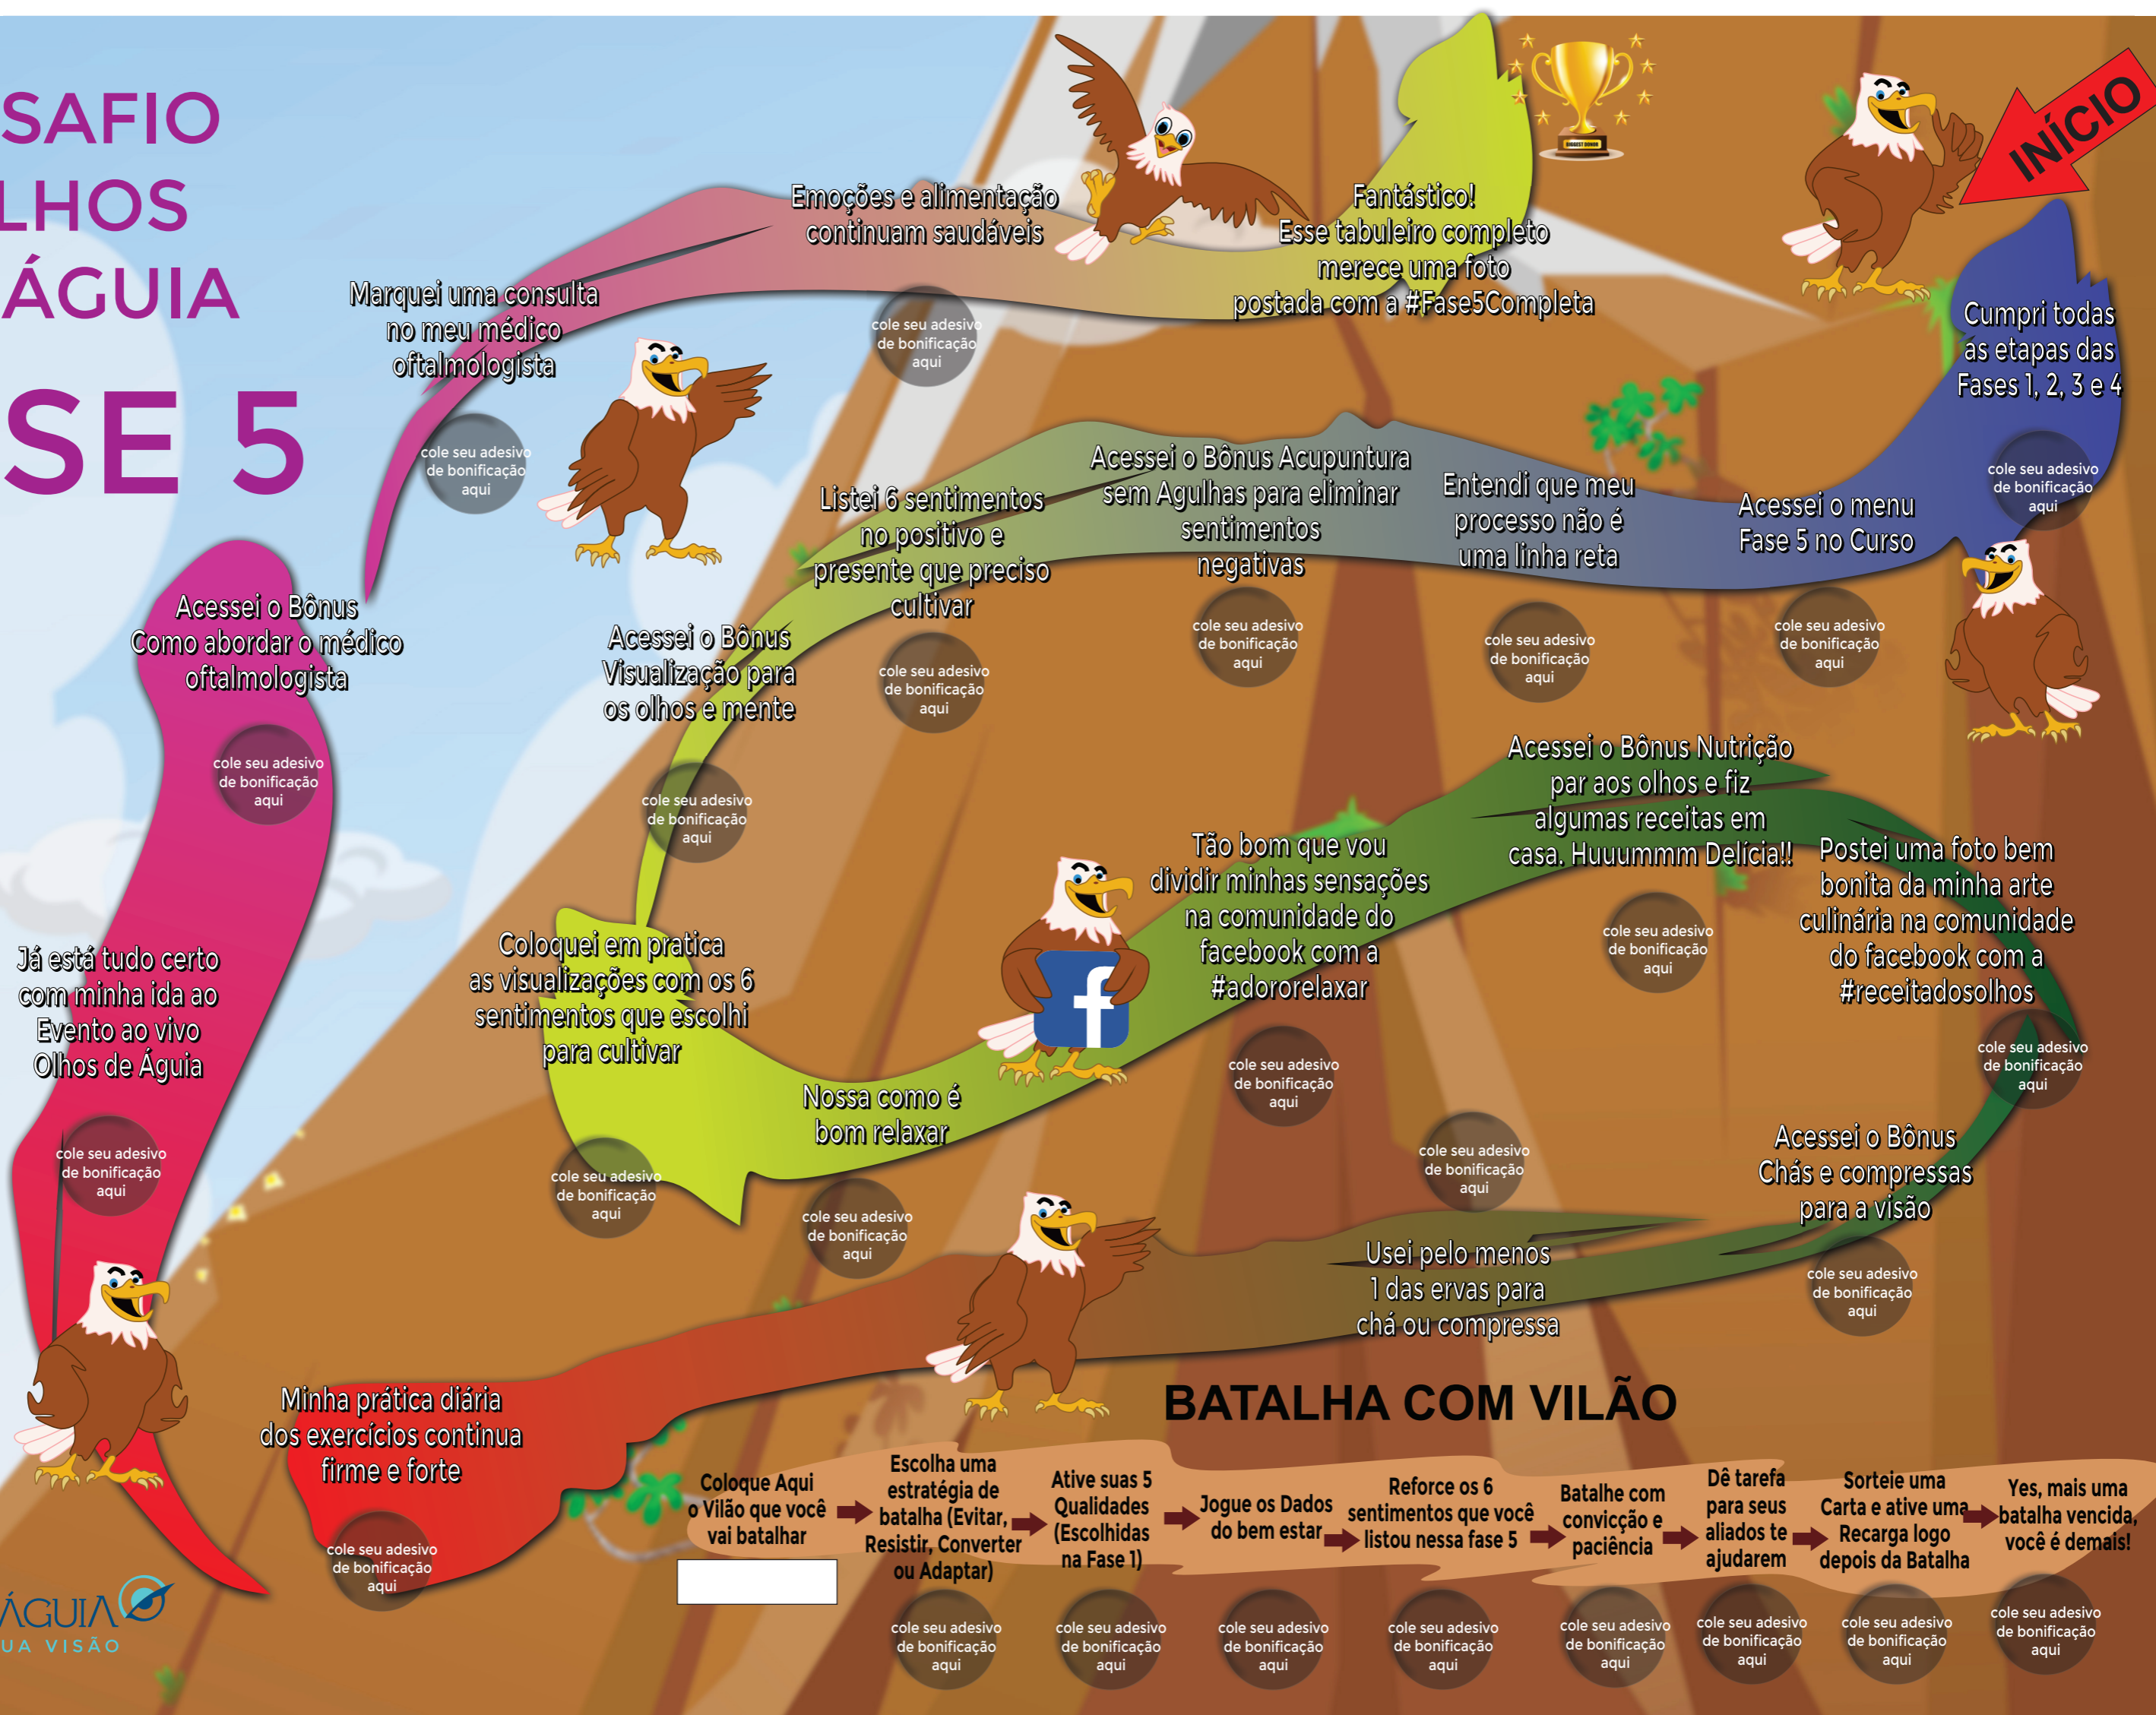 SAFIO
LHOS
ÁGUIA
SE 5
INÍCIO
BIGGEST DONOR
Cumpri todas
as etapas das
Fases 1, 2, 3 e 4
cole seu adesivo
de bonificação
aqui
Acessei o menu
Fase 5 no Curso
cole seu adesivo
de bonificação
aqui
Entendi que meu
processo não é
uma linha reta
cole seu adesivo
de bonificação
aqui
Acessei o Bônus Acupuntura
sem Agulhas para eliminar
sentimentos
negativas
cole seu adesivo
de bonificação
aqui
Listei 6 sentimentos
no positivo e
presente que preciso
cultivar
cole seu adesivo
de bonificação
aqui
Acessei o Bônus
Visualização para
os olhos e mente
cole seu adesivo
de bonificação
aqui
Coloquei em pratica
as visualizações com os 6
sentimentos que escolhi
para cultivar
cole seu adesivo
de bonificação
aqui
Nossa como é
bom relaxar
cole seu adesivo
de bonificação
aqui
Tão bom que vou
dividir minhas sensações
na comunidade do
facebook com a
#adororelaxar
cole seu adesivo
de bonificação
aqui
f
Acessei o Bônus Nutrição
par aos olhos e fiz
algumas receitas em
casa. Huuummm Delícia!!
cole seu adesivo
de bonificação
aqui
Postei uma foto bem
bonita da minha arte
culinária na comunidade
do facebook com a
#receitadosolhos
cole seu adesivo
de bonificação
aqui
Acessei o Bônus
Chás e compressas
para a visão
cole seu adesivo
de bonificação
aqui
Usei pelo menos
1 das ervas para
chá ou compressa
cole seu adesivo
de bonificação
aqui
Minha prática diária
dos exercícios continua
firme e forte
cole seu adesivo
de bonificação
aqui
Já está tudo certo
com minha ida ao
Evento ao vivo
Olhos de Águia
cole seu adesivo
de bonificação
aqui
Acessei o Bônus
Como abordar o médico
oftalmologista
cole seu adesivo
de bonificação
aqui
Marquei uma consulta
no meu médico
oftalmologista
cole seu adesivo
de bonificação
aqui
Emoções e alimentação
continuam saudáveis
cole seu adesivo
de bonificação
aqui
Fantástico!
Esse tabuleiro completo
merece uma foto
postada com a #Fase5Completa
BATALHA COM VILÃO
Coloque Aqui
o Vilão que você
vai batalhar
Escolha uma
estratégia de
batalha (Evitar,
Resistir, Converter
ou Adaptar)
cole seu adesivo
de bonificação
aqui
Ative suas 5
Qualidades
(Escolhidas
na Fase 1)
cole seu adesivo
de bonificação
aqui
Jogue os Dados
do bem estar
cole seu adesivo
de bonificação
aqui
Reforce os 6
sentimentos que você
listou nessa fase 5
cole seu adesivo
de bonificação
aqui
Batalhe com
convicção e
paciência
cole seu adesivo
de bonificação
aqui
Dê tarefa
para seus
aliados te
ajudarem
cole seu adesivo
de bonificação
aqui
Sorteie uma
Carta e ative uma
Recarga logo
depois da Batalha
cole seu adesivo
de bonificação
aqui
Yes, mais uma
batalha vencida,
você é demais!
cole seu adesivo
de bonificação
aqui
ÁGUIA
UA VISÃO